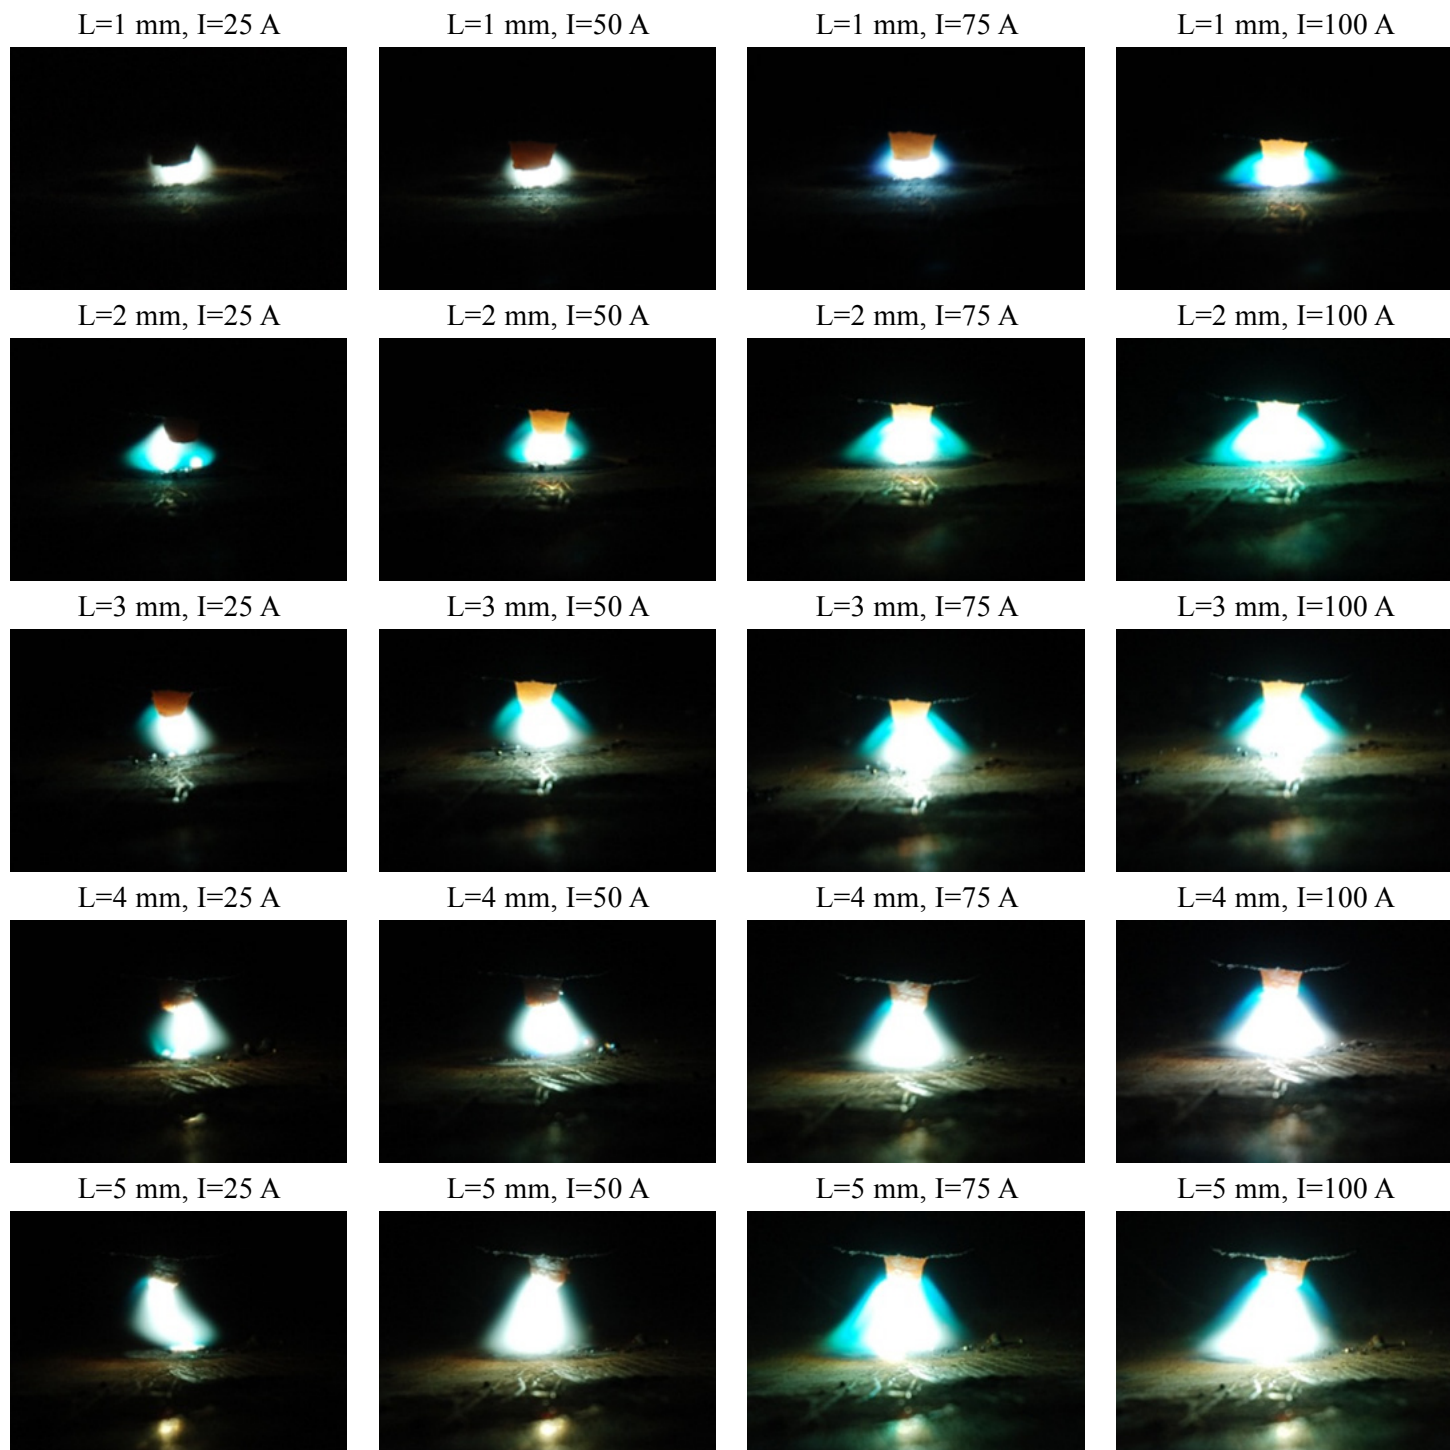 L=1 mm, I=25 A
L=1 mm, I=50 A
L=1 mm, I=75 A
L=1 mm, I=100 A
L=2 mm, I=25 A
L=2 mm, I=50 A
L=2 mm, I=75 A
L=2 mm, I=100 A
L=3 mm, I=25 A
L=3 mm, I=50 A
L=3 mm, I=75 A
L=3 mm, I=100 A
L=4 mm, I=25 A
L=4 mm, I=50 A
L=4 mm, I=75 A
L=4 mm, I=100 A
L=5 mm, I=25 A
L=5 mm, I=50 A
L=5 mm, I=75 A
L=5 mm, I=100 A